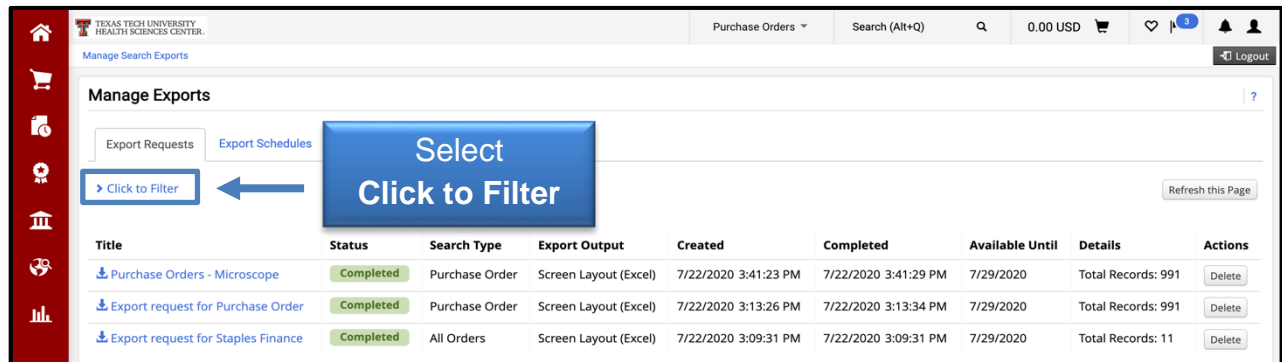 TEXAS TECH UNIVERSITY
HEALTH SCIENCES CENTER.
Purchase Orders
Search (Alt+Q)
0.00 USD
3
Manage Search Exports
Logout
Manage Exports
?
Export Requests
Export Schedules
Select
Click to Filter
> Click to Filter
Refresh this Page
Title Status Search Type Export Output Created Completed Available Until Details Actions
Purchase Orders - Microscope Completed Purchase Order Screen Layout (Excel) 7/22/2020 3:41:23 PM 7/22/2020 3:41:29 PM 7/29/2020 Total Records: 991 Delete
Export request for Purchase Order Completed Purchase Order Screen Layout (Excel) 7/22/2020 3:13:26 PM 7/22/2020 3:13:34 PM 7/29/2020 Total Records: 991 Delete
Export request for Staples Finance Completed All Orders Screen Layout (Excel) 7/22/2020 3:09:31 PM 7/22/2020 3:09:31 PM 7/29/2020 Total Records: 11 Delete